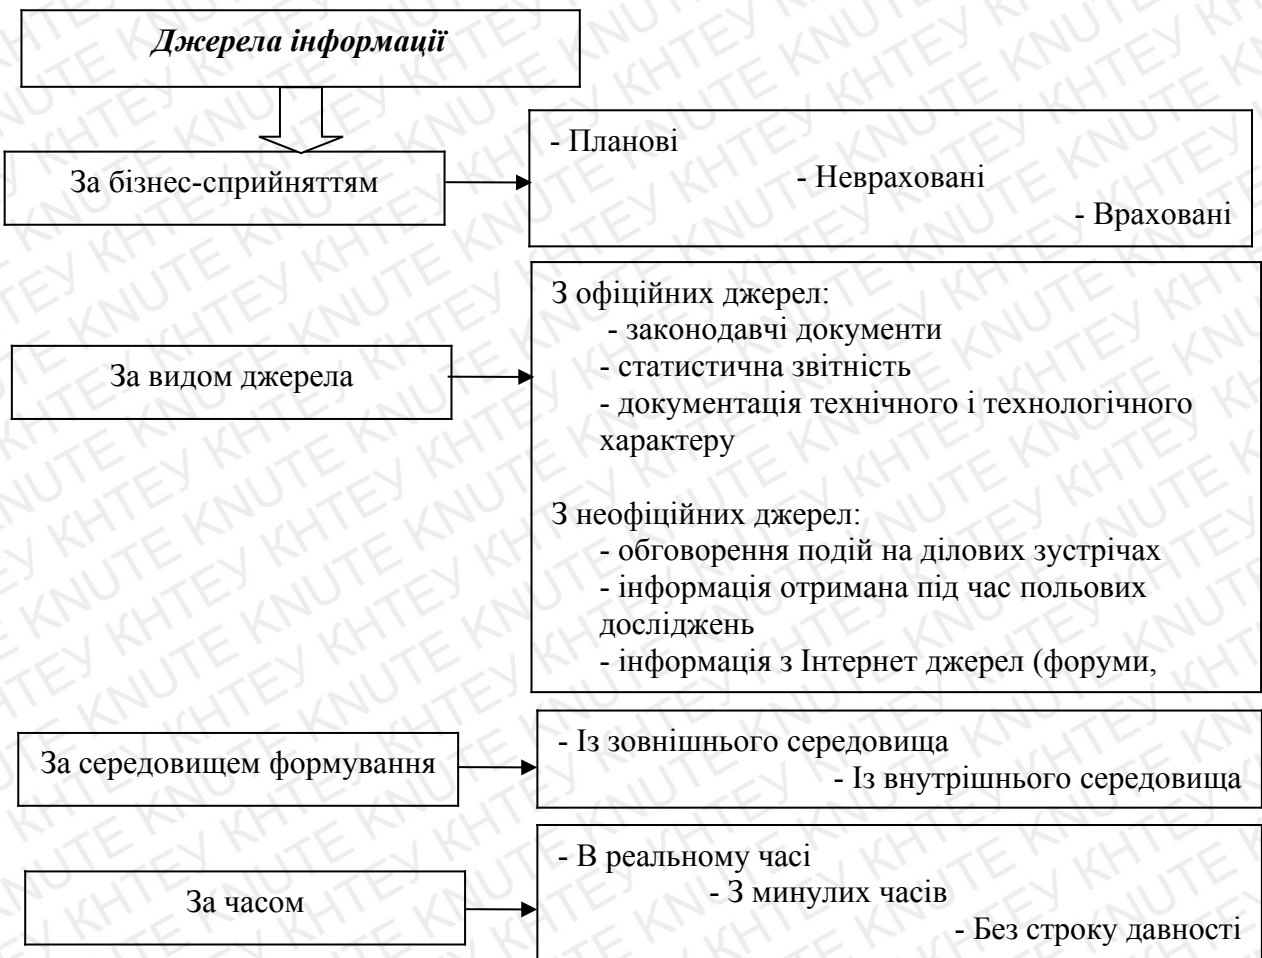 Джерела інформації
За бізнес-сприйняттям
- Планові
- Невраховані
- Враховані
За видом джерела
З офіційних джерел:
- законодавчі документи
- статистична звітність
- документація технічного і технологічного
характеру
З неофіційних джерел:
- обговорення подій на ділових зустрічах
- інформація отримана під час польових
досліджень
- інформація з Інтернет джерел (форуми,
За середовищем формування
- Із зовнішнього середовища
- Із внутрішнього середовища
За часом
- В реальному часі
- З минулих часів
- Без строку давності